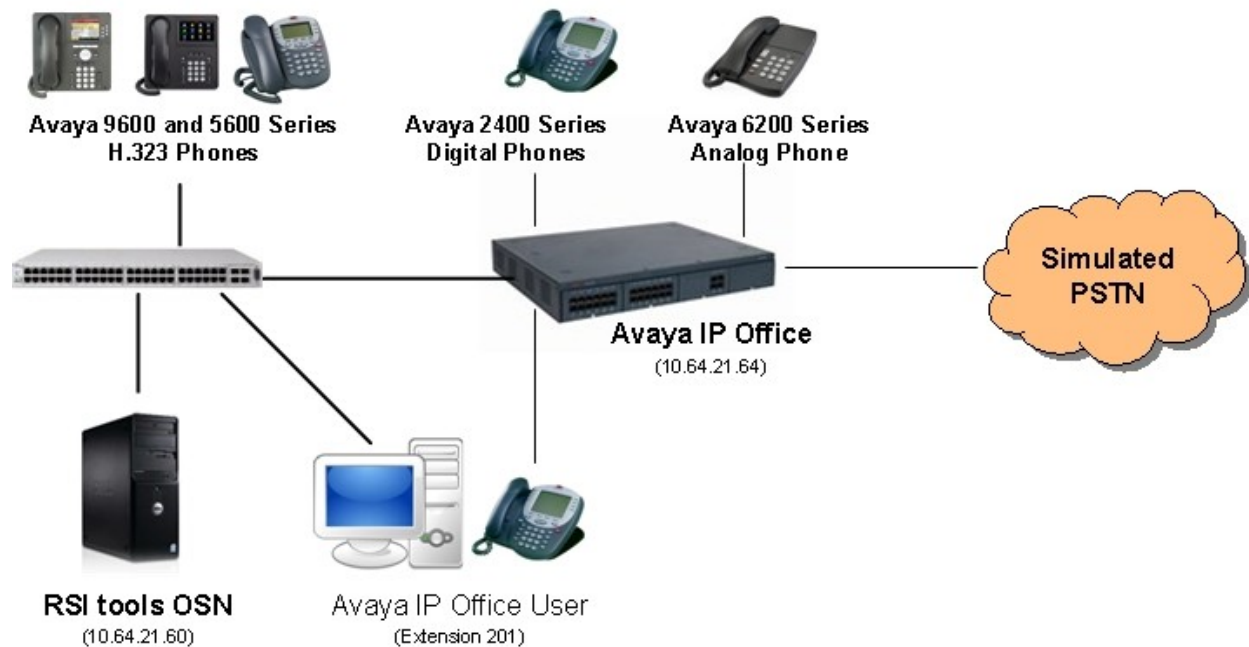 Avaya 9600 and 5600 Series
H.323 Phones
Avaya 2400 Series
Digital Phones
Avaya 6200 Series
Analog Phone
Simulated
PSTN
Avaya IP Office
(10.64.21.64)
RSI tools OSN
(10.64.21.60)
Avaya IP Office User
(Extension 201)